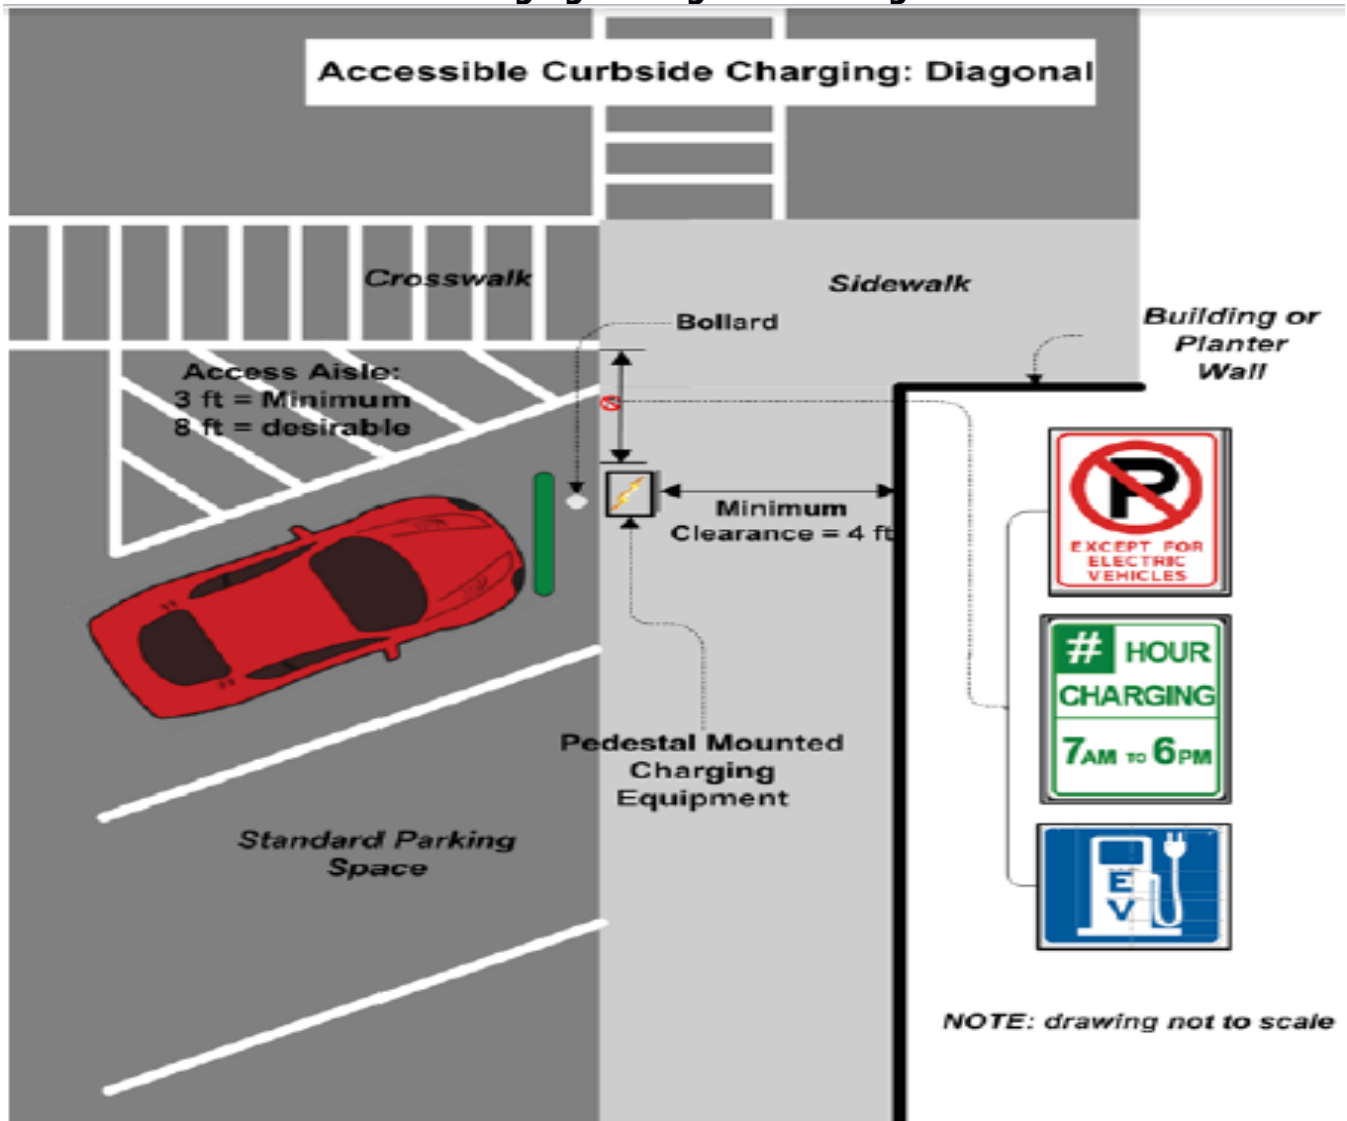 Accessible Curbside Charging: Diagonal
Crosswalk
Sidewalk
Bollard
Building or
Planter
Wall
Access Aisle:
3 ft = Minimum
8 ft = desirable
Minimum
Clearance = 4 ft
P
EXCEPT FOR
ELECTRIC
VEHICLES
# HOUR
CHARGING
7AM TO 6PM
Pedestal Mounted
Charging
Equipment
Standard Parking
Space
E
V
NOTE: drawing not to scale